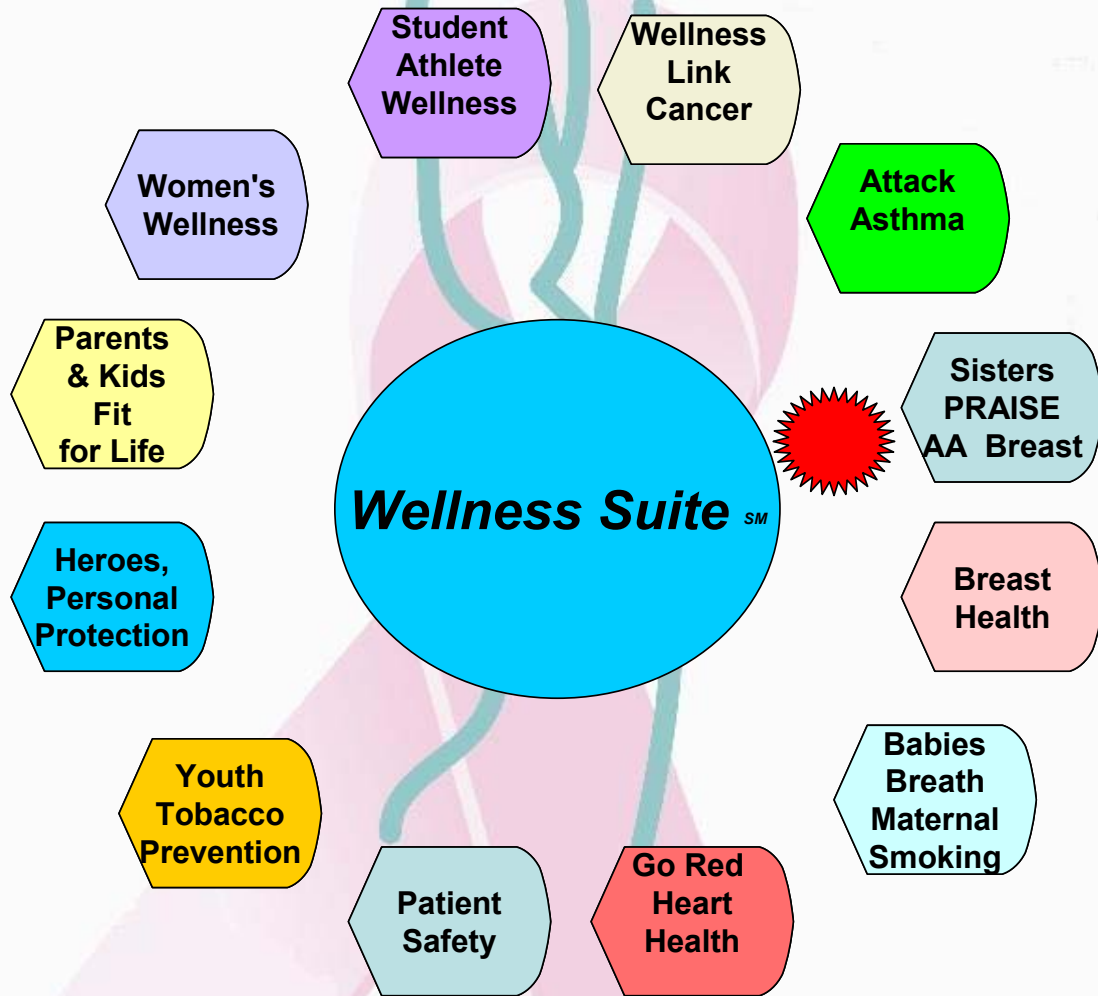 Student
Athlete
Wellness
Wellness
Link
Cancer
Attack
Asthma
Women's
Wellness
Parents
& Kids
Fit
for Life
Sisters
PRAISE
AA Breast
Wellness Suite SM
Heroes,
Personal
Protection
Breast
Health
Youth
Tobacco
Prevention
Babies
Breath
Maternal
Smoking
Patient
Safety
Go Red
Heart
Health